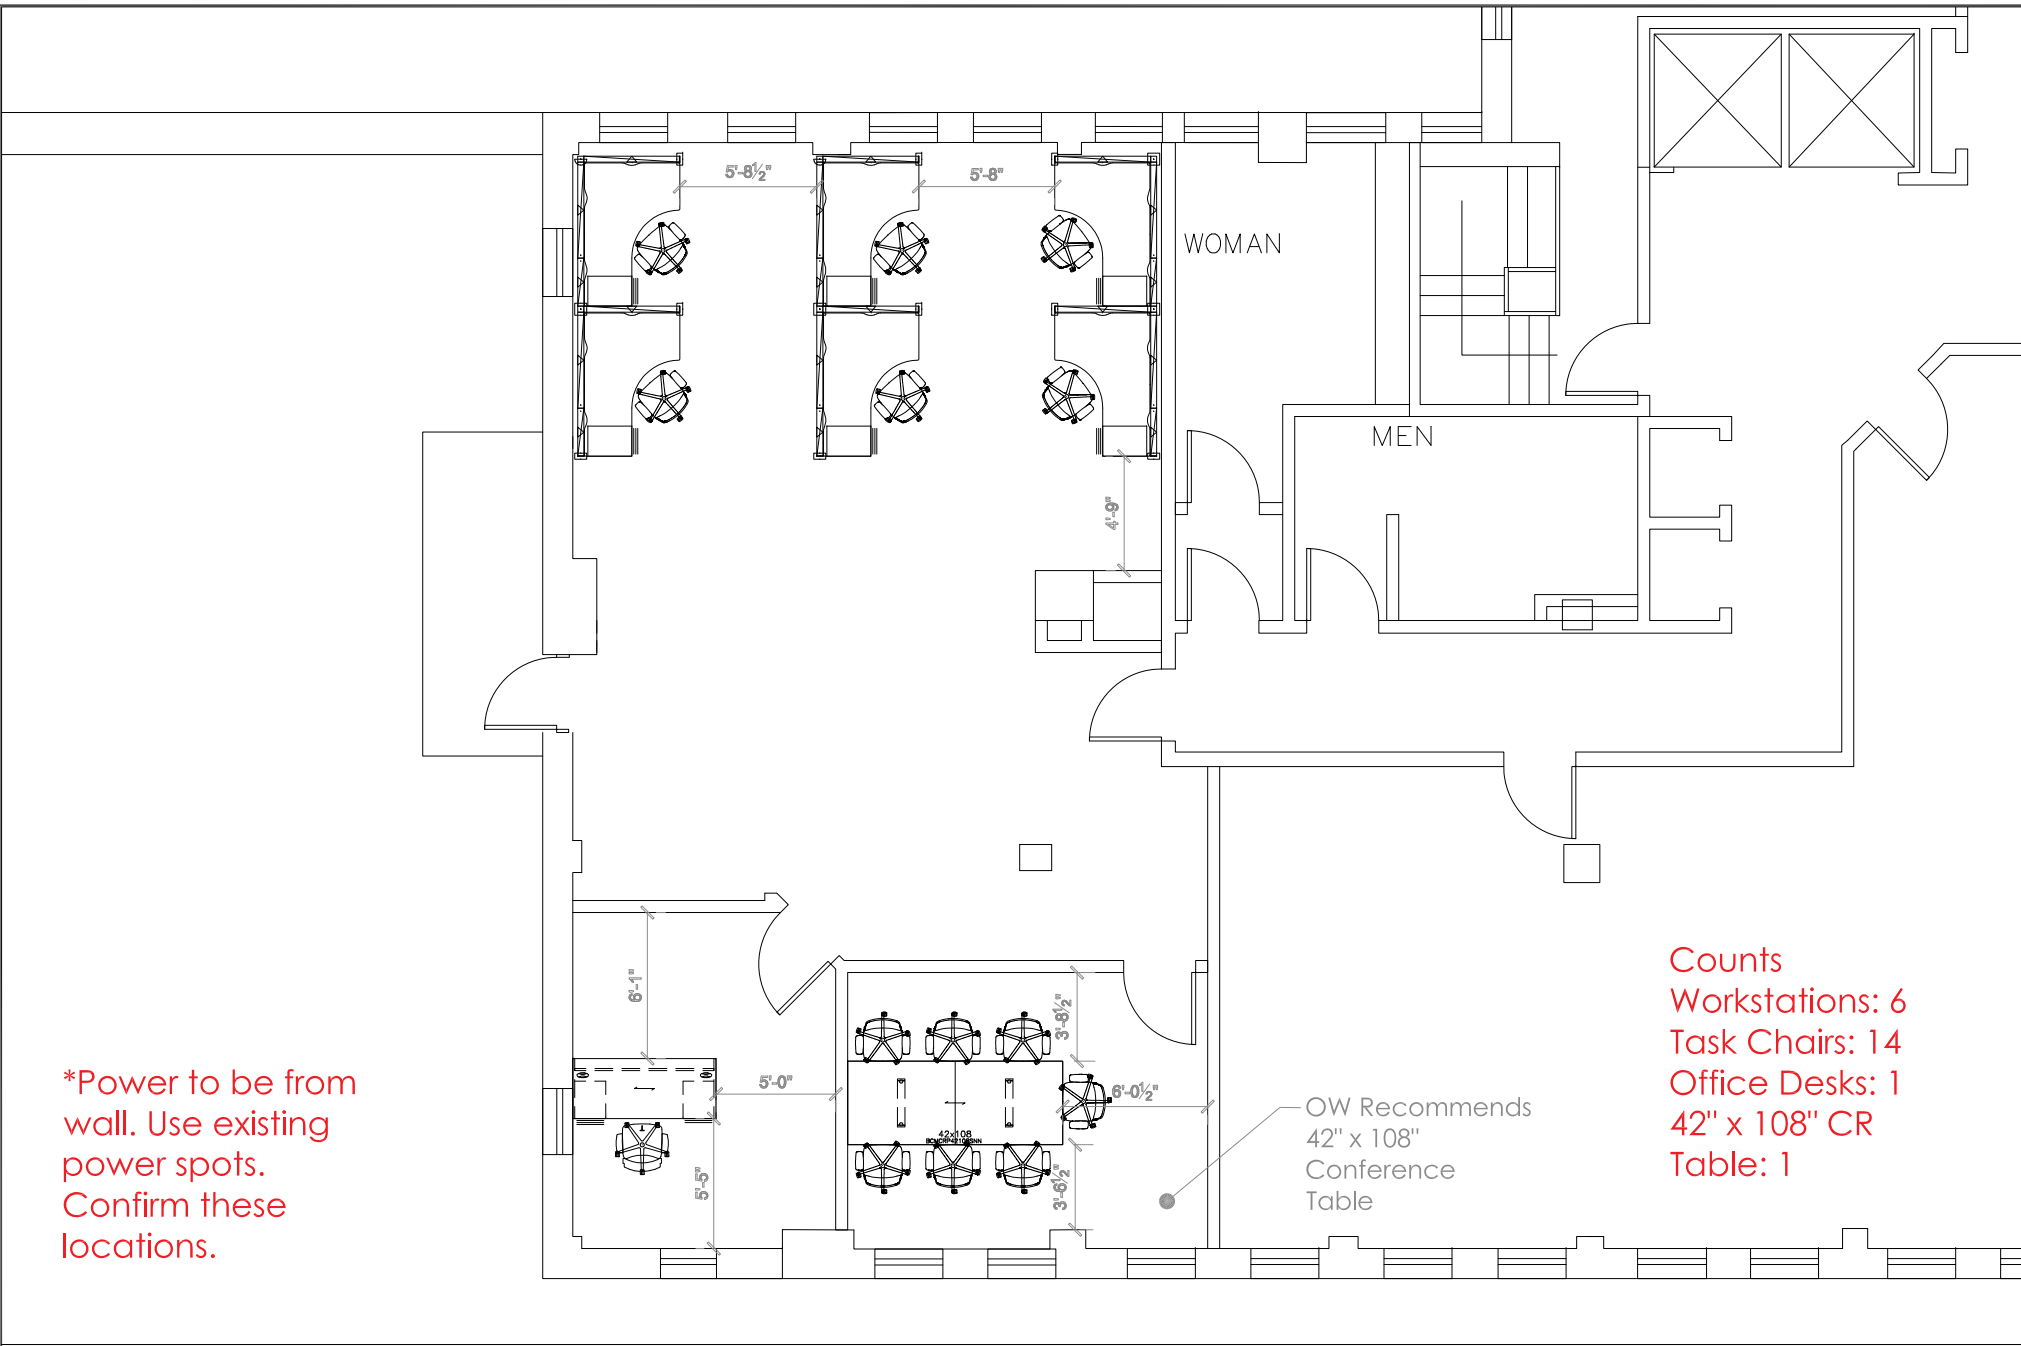 5'-8½"
5'-8"
WOMAN
MEN
4'-9"
6'-1"
3'-8½"
5'-0"
6'-0½"
42x108
5'-5"
3'-6½"
*Power to be from
wall. Use existing
power spots.
Confirm these
locations.
OW Recommends
42" x 108"
Conference
Table
Counts
Workstations: 6
Task Chairs: 14
Office Desks: 1
42" x 108" CR
Table: 1